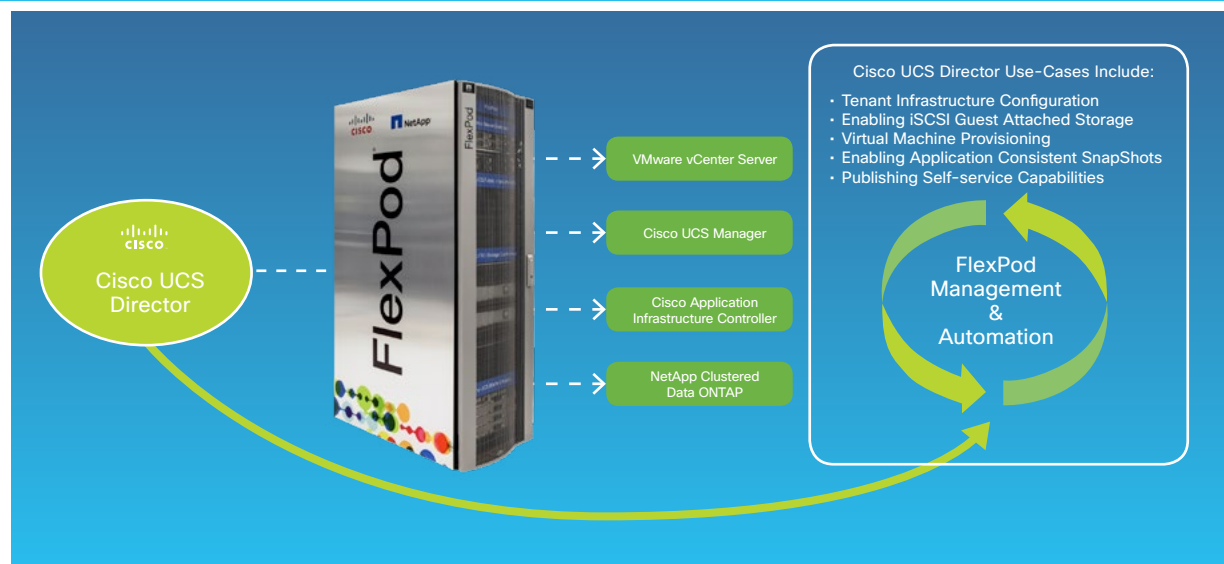 CISCO
Cisco UCS
Director
CISCO
NetApp
FlexPod
FlexPod
VMware vCenter Server
Cisco UCS Manager
Cisco Application
Infrastructure Controller
NetApp Clustered
Data ONTAP
Cisco UCS Director Use-Cases Include:
· Tenant Infrastructure Configuration
· Enabling iSCSI Guest Attached Storage
· Virtual Machine Provisioning
· Enabling Application Consistent SnapShots
· Publishing Self-service Capabilities
FlexPod
Management
&
Automation